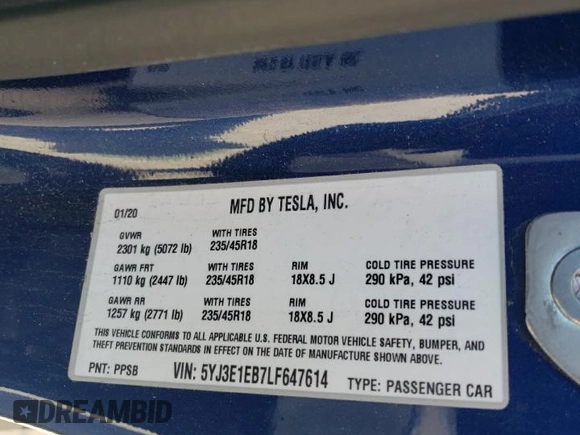 01/20 MFD BY TESLA, INC.
GVWR WITH TIRES
2301 kg (5072 lb) 235/45R18
GAWR FRT WITH TIRES RIM COLD TIRE PRESSURE
1110 kg (2447 lb) 235/45R18 18X8.5 J 290 kPa, 42 psi
GAWR RR WITH TIRES RIM COLD TIRE PRESSURE
1257 kg (2771 lb) 235/45R18 18X8.5 J 290 kPa, 42 psi
THIS VEHICLE CONFORMS TO ALL APPLICABLE U.S. FEDERAL MOTOR VEHICLE SAFETY, BUMPER, AND
THEFT PREVENTION STANDARDS IN EFFECT ON THE DATE OF MANUFACTURE SHOWN ABOVE.
PNT: PPSB VIN: 5YJ3E1EB7LF647614 TYPE: PASSENGER CAR
DREAMBID